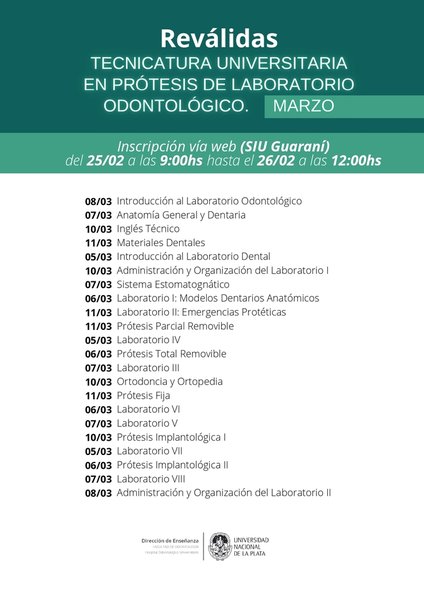 Reválidas
TECNICATURA UNIVERSITARIA
EN PRÓTESIS DE LABORATORIO
ODONTOLÓGICO. MARZO
Inscripción vía web (SIU Guaraní)
del 25/02 a las 9:00hs hasta el 26/02 a las 12:00hs
08/03 Introducción al Laboratorio Odontológico
07/03 Anatomía General y Dentaria
10/03 Inglés Técnico
11/03 Materiales Dentales
05/03 Introducción al Laboratorio Dental
10/03 Administración y Organización del Laboratorio I
07/03 Sistema Estomatognático
06/03 Laboratorio I: Modelos Dentarios Anatómicos
11/03 Laboratorio II: Emergencias Protéticas
11/03 Prótesis Parcial Removible
05/03 Laboratorio IV
06/03 Prótesis Total Removible
07/03 Laboratorio III
10/03 Ortodoncia y Ortopedia
11/03 Prótesis Fija
06/03 Laboratorio VI
07/03 Laboratorio V
10/03 Prótesis Implantológica I
05/03 Laboratorio VII
06/03 Prótesis Implantológica II
07/03 Laboratorio VIII
08/03 Administración y Organización del Laboratorio II
Dirección de Enseñanza
UNIVERSIDAD
NACIONAL
DE LA PLATA